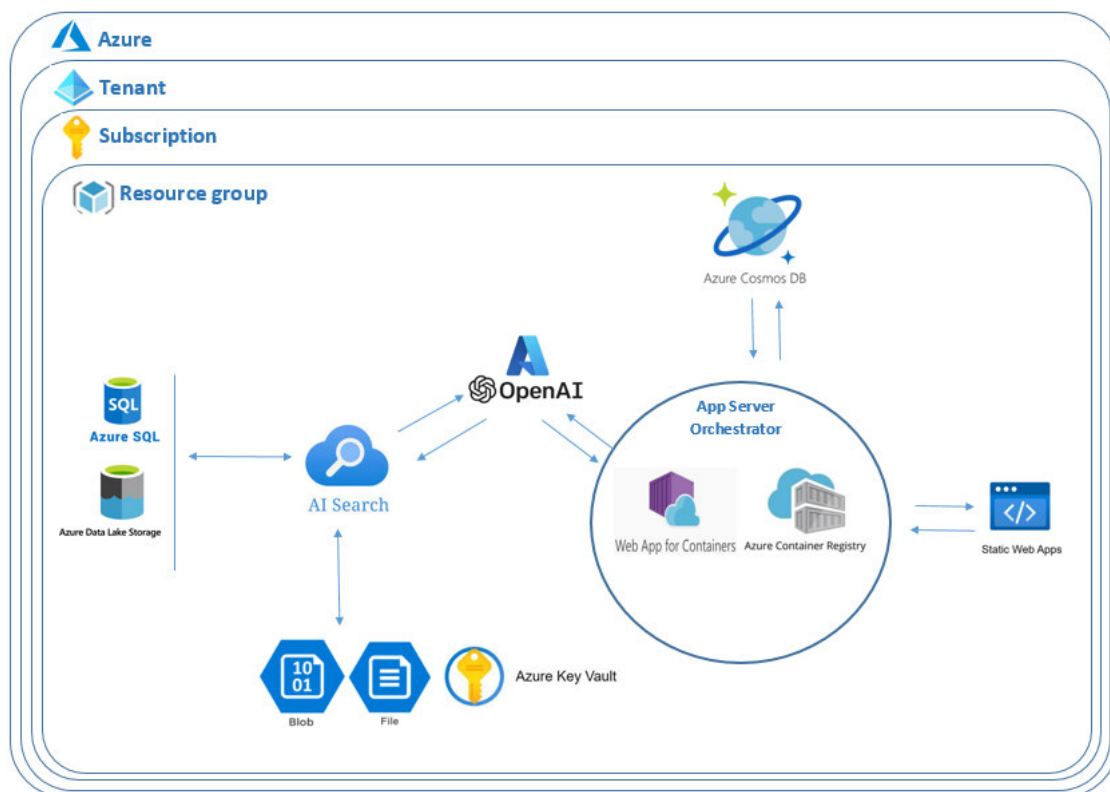 Azure
Tenant
Subscription
Resource group
Azure Cosmos DB
OpenAI
SQL
Azure SQL
Azure Data Lake Storage
AI Search
App Server
Orchestrator
Web App for Containers
Azure Container Registry
</>
Static Web Apps
10
01
Blob
File
Azure Key Vault